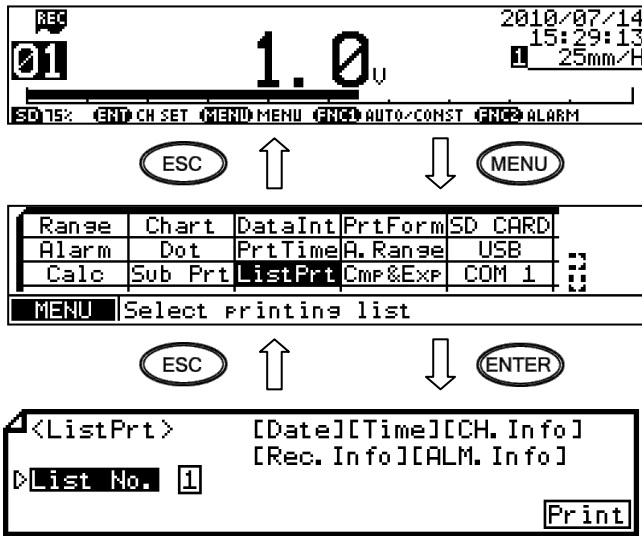 REC
2010/07/14
15:29:13
01 1.0 V
1 25mm/H
SD 75% ENT CH SET MENU MENU FNC1 AUTO/CONST FNC2 ALARM
ESC MENU
Range Chart DataInt PrtForm SD CARD
Alarm Dot PrtTime A.Range USB
Calc Sub Prt ListPrt Cmp&Exp COM 1
MENU Select printing list
ESC ENTER
<ListPrt> [Date][Time][CH.Info]
[Rec.Info][ALM.Info]
List No. 1
Print